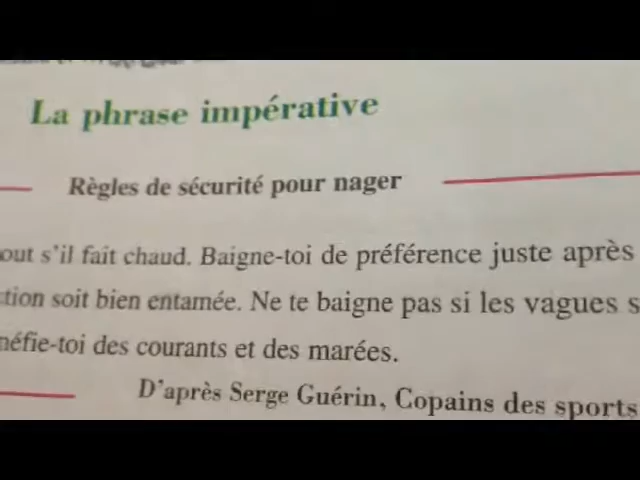 La phrase impérative
Règles de sécurité pour nager
s'il fait chaud. Baigne-toi de préférence juste après
soit bien entamée. Ne te baigne pas si les vagues
des courants et des marées.
D'après Serge Guérin, Copains des sports